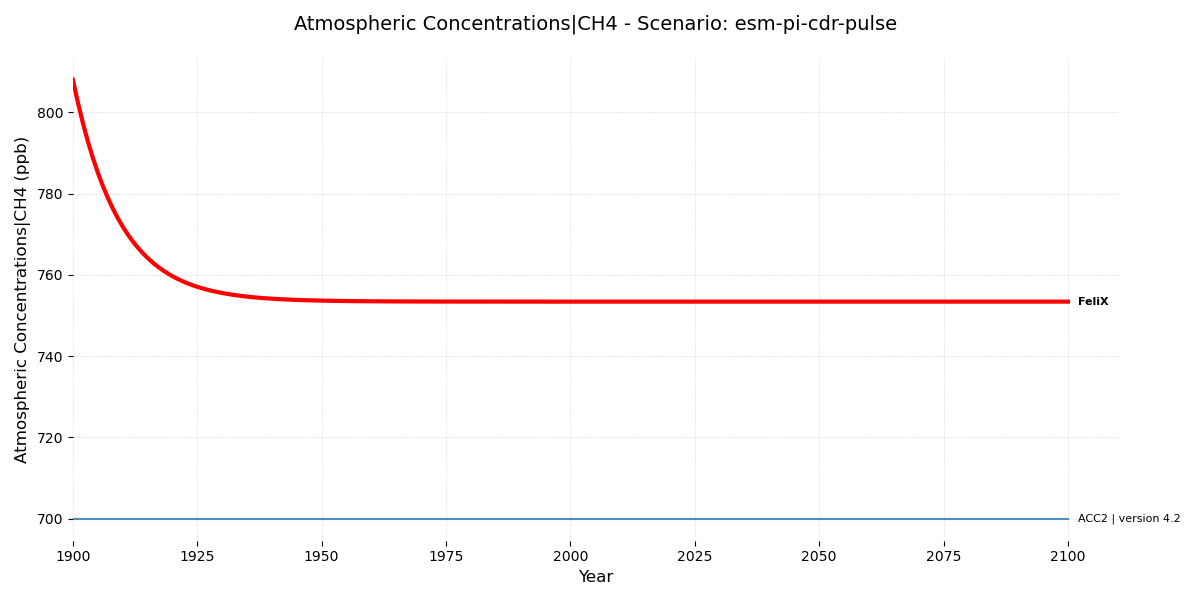 Atmospheric Concentrations|CH4 - Scenario: esm-pi-cdr-pulse
Atmospheric Concentrations|CH4 (ppb)
800
780
760
740
720
700
FeliX
ACC2 | version 4.2
1900 1925 1950 1975 2000 2025 2050 2075 2100
Year